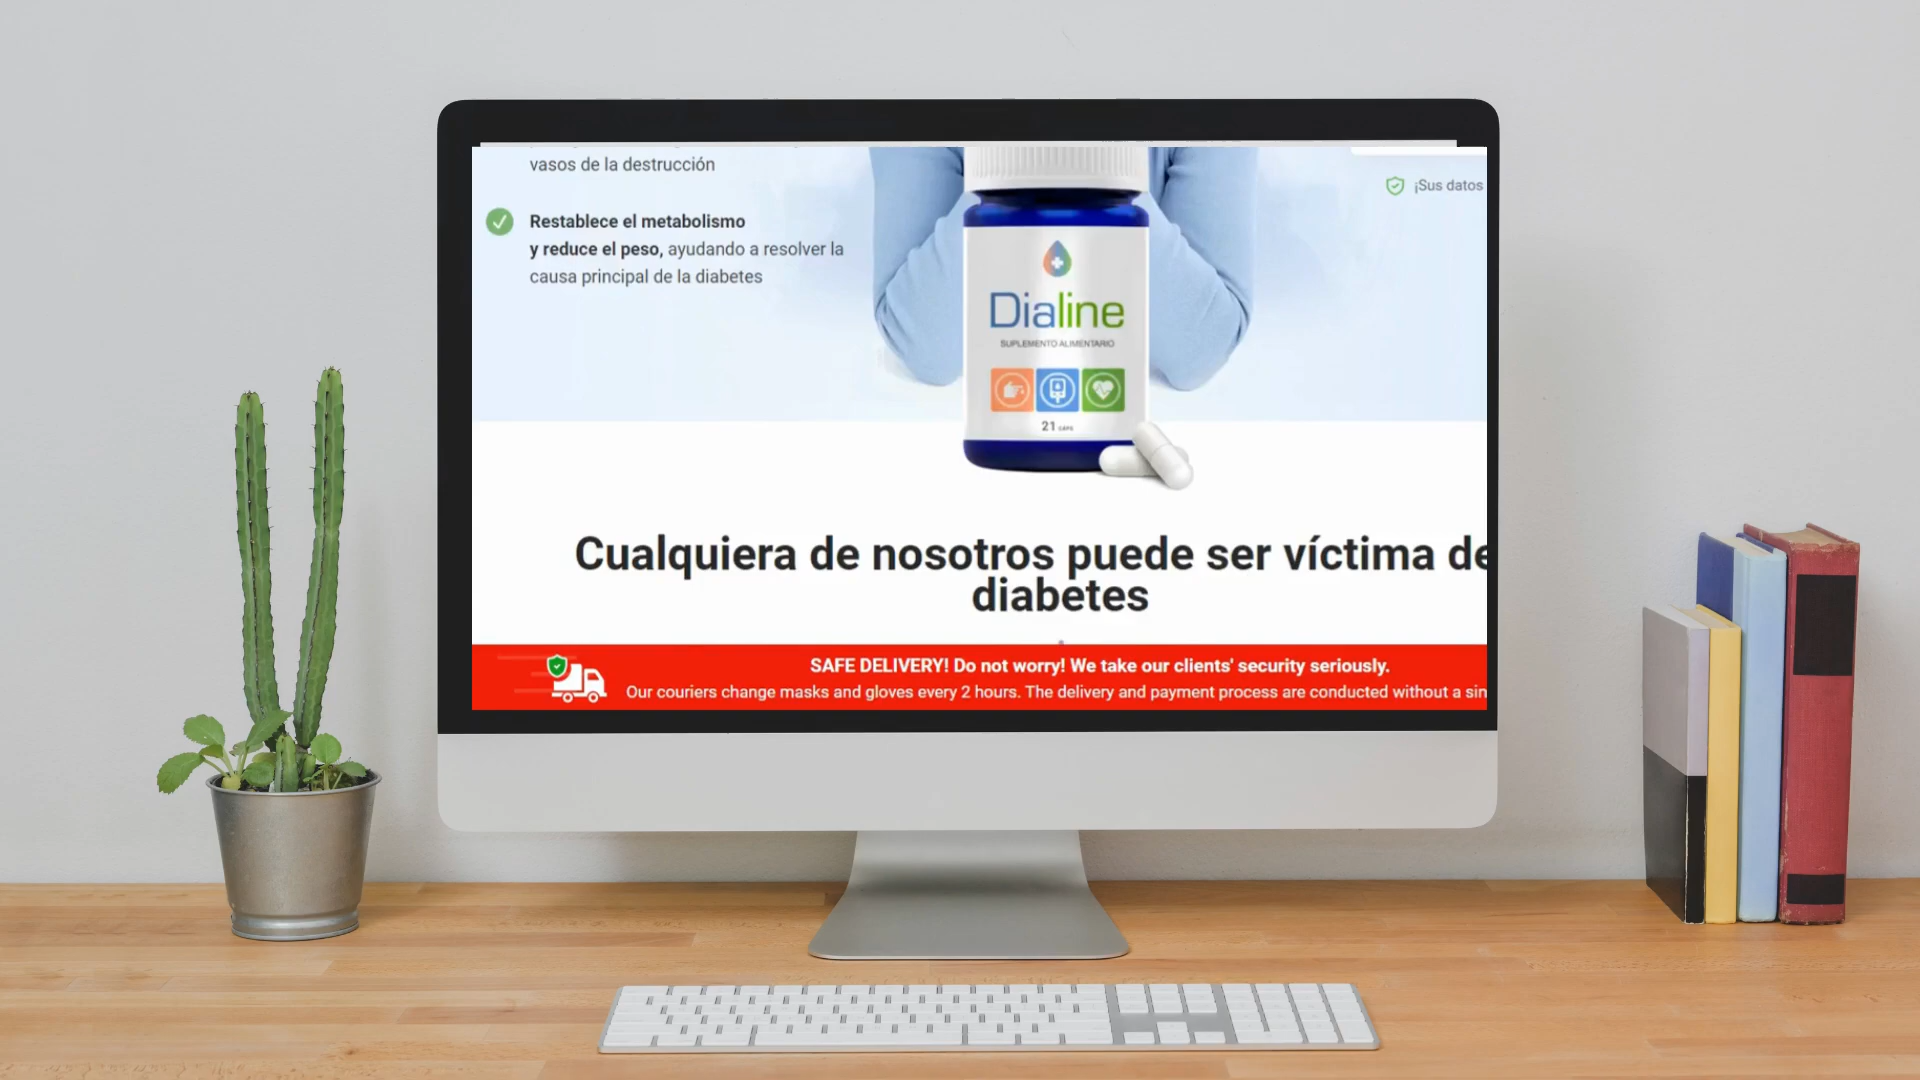 vasos de la destrucción
Restablece el metabolismo
y reduce el peso, ayudando a resolver la
causa principal de la diabetes
¡Sus datos
Dialine
SUPLEMENTO ALIMENTARIO
21 CAPS
Cualquiera de nosotros puede ser víctima de
diabetes
SAFE DELIVERY! Do not worry! We take our clients' security seriously.
Our couriers change masks and gloves every 2 hours. The delivery and payment process are conducted without a sin